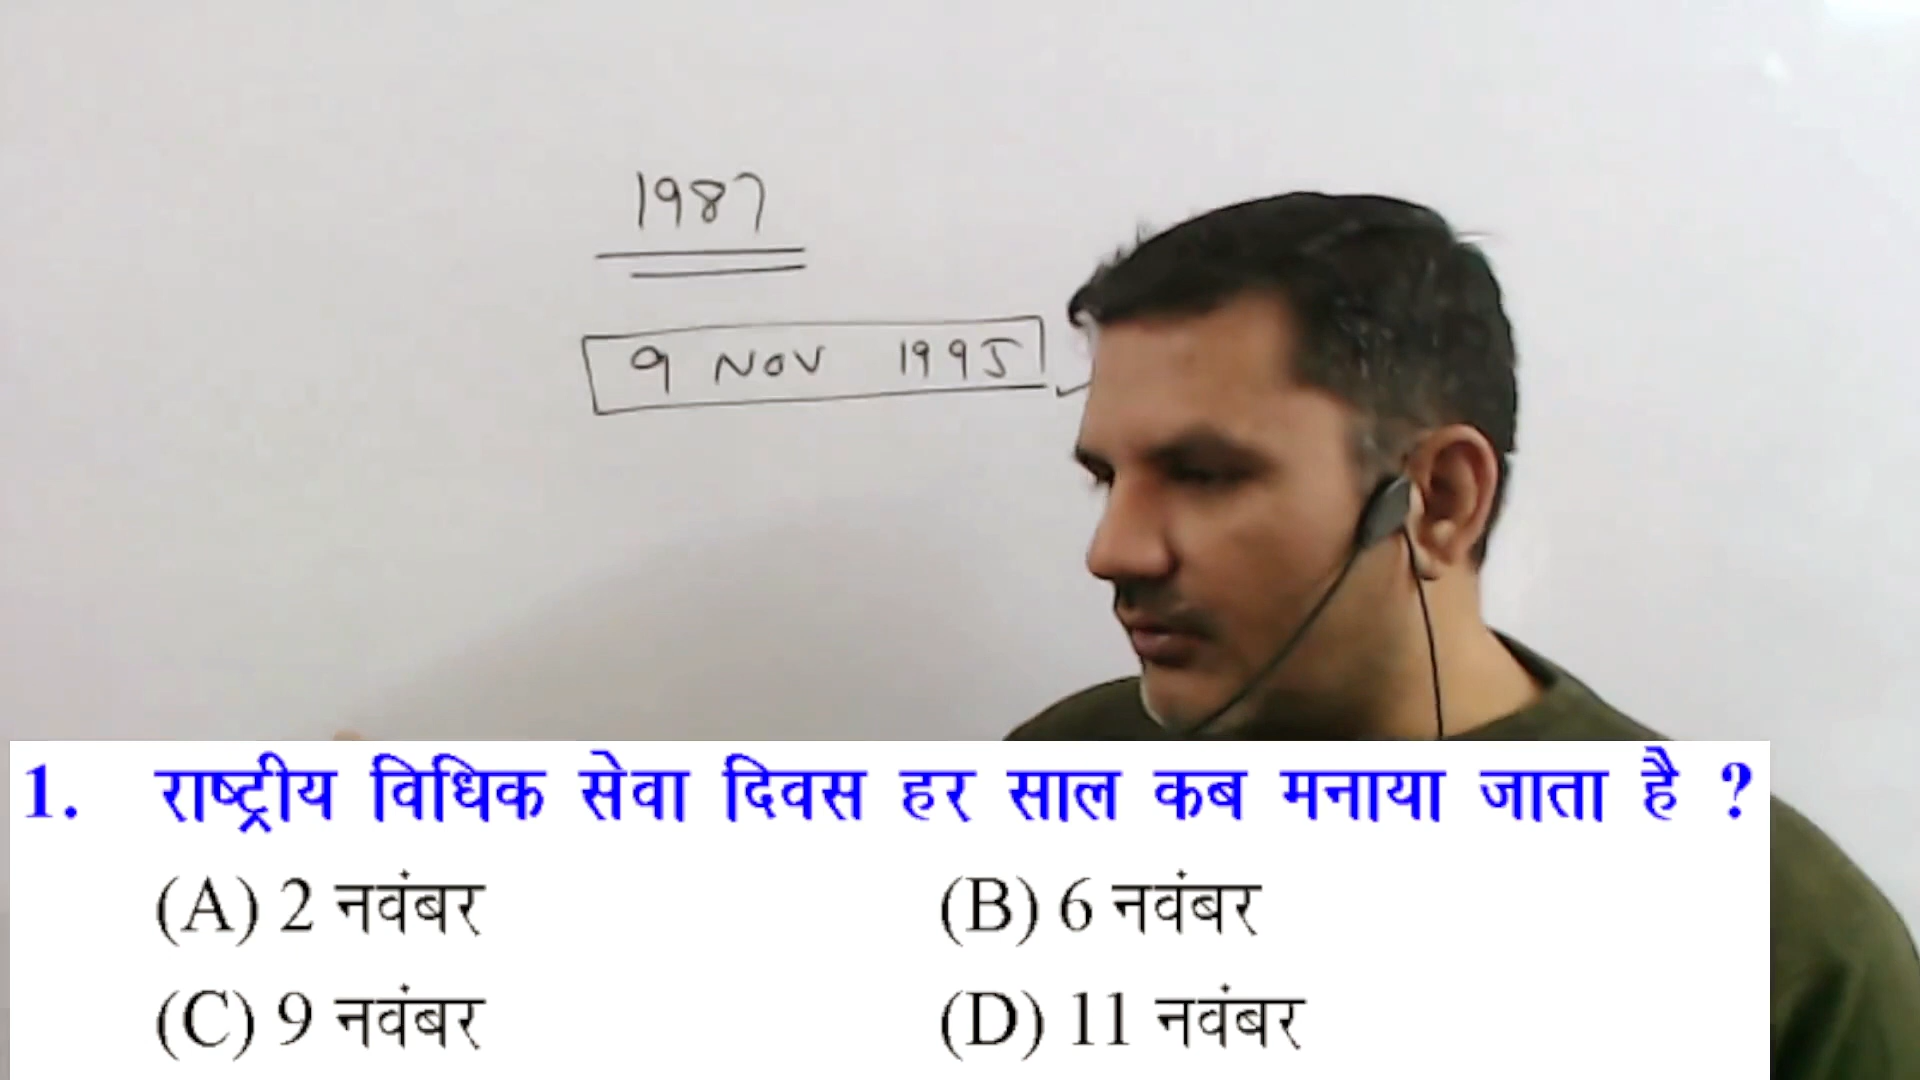 1987
9 NOV 1995
1. राष्ट्रीय विधिक सेवा दिवस हर साल कब मनाया जाता है ?
(A) 2 नवंबर (B) 6 नवंबर
(C) 9 नवंबर (D) 11 नवंबर